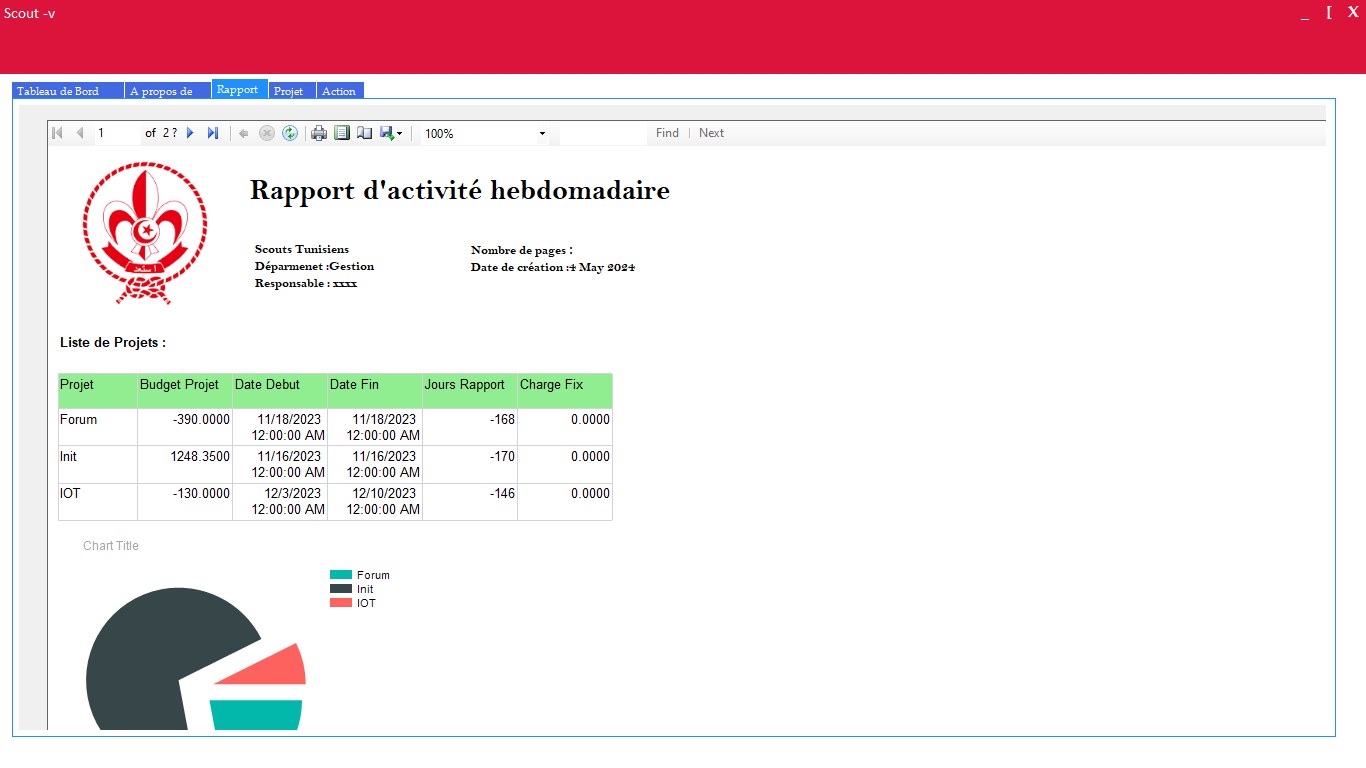 Scout -v
_ [ X
Tableau de Bord A propos de Rapport Projet Action
1 of 2 ? 100% Find | Next
Rapport d'activité hebdomadaire
Scouts Tunisiens
Déparmenet :Gestion
Responsable : xxxx
Nombre de pages :
Date de création :4 May 2024
استعد
Liste de Projets :
Projet Budget Projet Date Debut Date Fin Jours Rapport Charge Fix
Forum -390.0000 11/18/2023 11/18/2023 -168 0.0000
12:00:00 AM 12:00:00 AM
Init 1248.3500 11/16/2023 11/16/2023 -170 0.0000
12:00:00 AM 12:00:00 AM
IOT -130.0000 12/3/2023 12/10/2023 -146 0.0000
12:00:00 AM 12:00:00 AM
Chart Title
Forum
Init
IOT